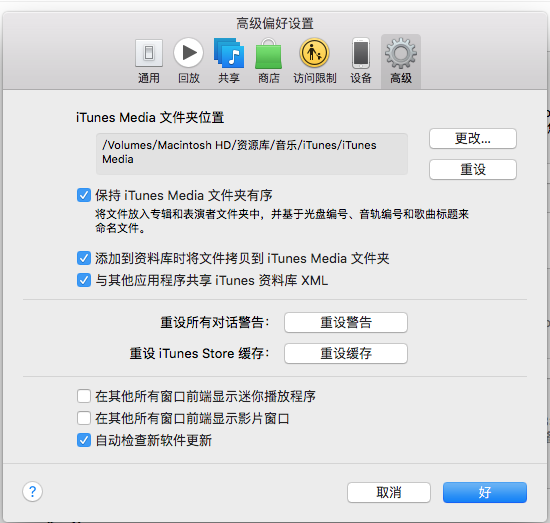 高级偏好设置
通用 回放 共享 商店 访问限制 设备 高级
iTunes Media 文件夹位置
/Volumes/Macintosh HD/资源库/音乐/iTunes/iTunes
Media
更改...
重设
保持 iTunes Media 文件夹有序
将文件放入专辑和表演者文件夹中，并基于光盘编号、音轨编号和歌曲标题来
命名文件。
添加到资料库时将文件拷贝到 iTunes Media 文件夹
与其他应用程序共享 iTunes 资料库 XML
重设所有对话警告： 重设警告
重设 iTunes Store 缓存： 重设缓存
在其他所有窗口前端显示迷你播放程序
在其他所有窗口前端显示影片窗口
自动检查新软件更新
? 取消 好